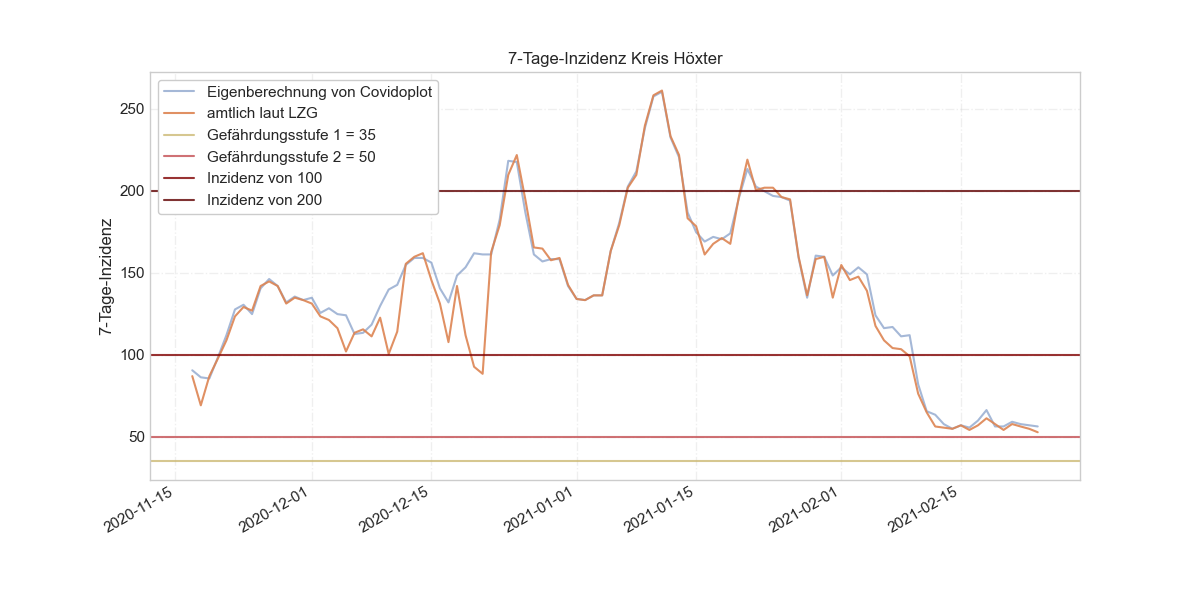 7-Tage-Inzidenz Kreis Höxter
Eigenberechnung von Covidoplot
amtlich laut LZG
Gefährdungsstufe 1 = 35
Gefährdungsstufe 2 = 50
Inzidenz von 100
Inzidenz von 200
7-Tage-Inzidenz
250
200
150
100
50
2020-11-15
2020-12-01
2020-12-15
2021-01-01
2021-01-15
2021-02-01
2021-02-15